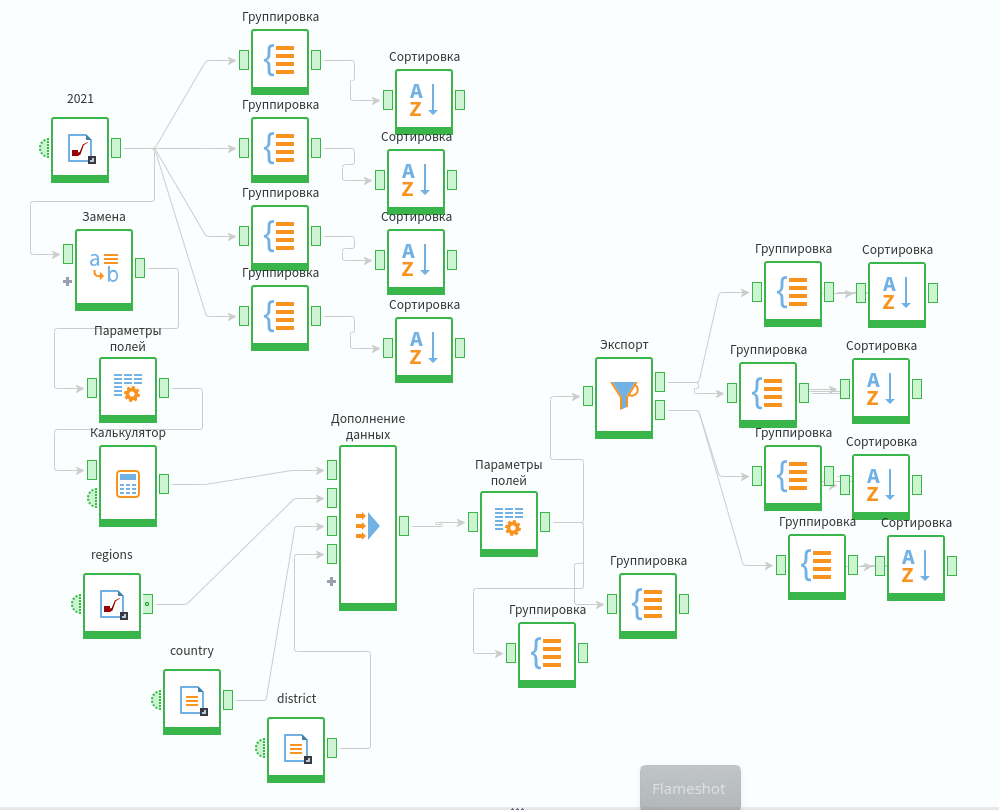 Группировка
Сортировка
2021
Группировка
Сортировка
Группировка
Замена
Сортировка
Группировка
Сортировка
Параметры
полей
Калькулятор
Дополнение
данных
Параметры
полей
regions
country
district
Экспорт
Группировка
Сортировка
Группировка
Сортировка
Группировка
Сортировка
Группировка
Сортировка
Группировка
Группировка
Flameshot